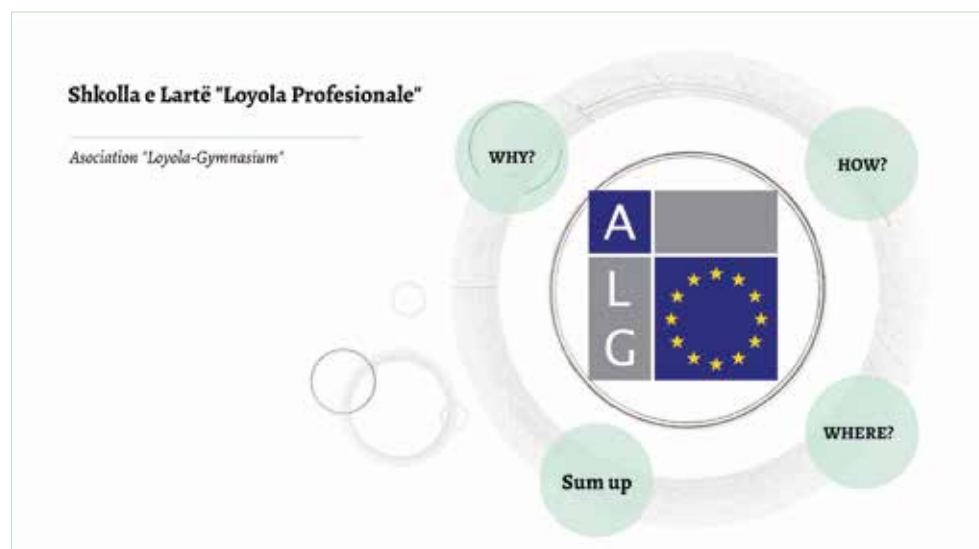 Shkolla e Lartë "Loyola Profesionale"
Asociation "Loyola-Gymnasium"
WHY?
HOW?
A
L
G
WHERE?
Sum up